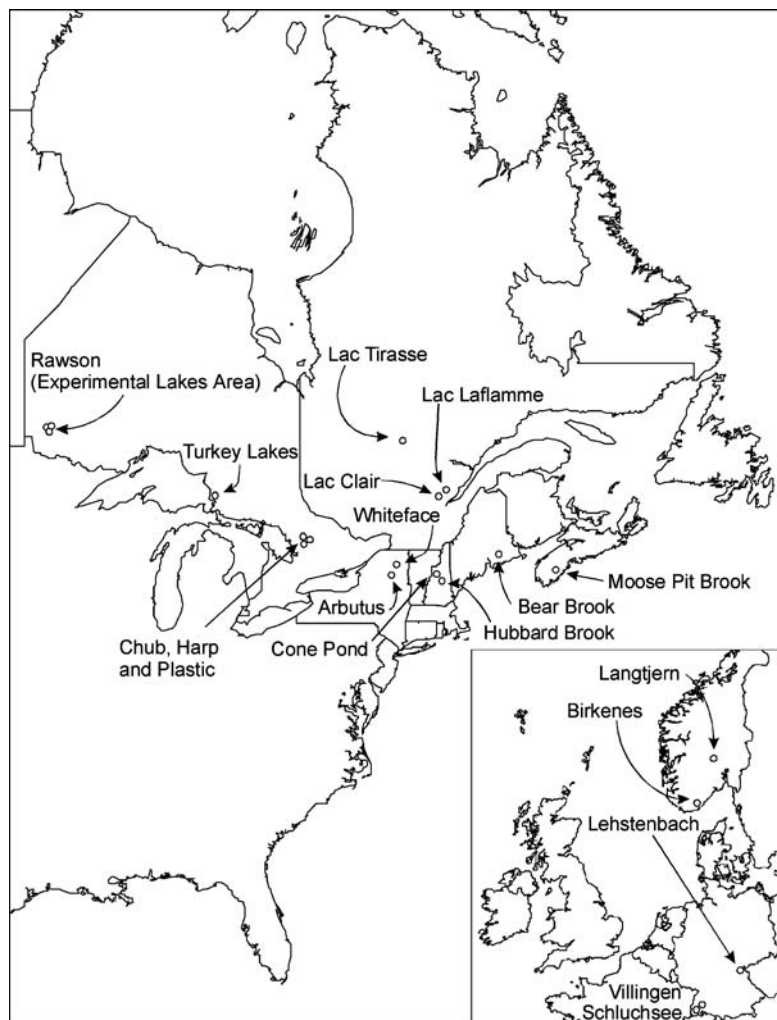 Rawson
(Experimental Lakes Area)
Lac Tirasse
Lac Laflamme
Turkey Lakes
Lac Clair
Whiteface
Arbutus
Moose Pit Brook
Bear Brook
Chub, Harp
and Plastic
Cone Pond
Hubbard Brook
Langtjern
Birkenes
Lehstenbach
Villingen
Schluchsee